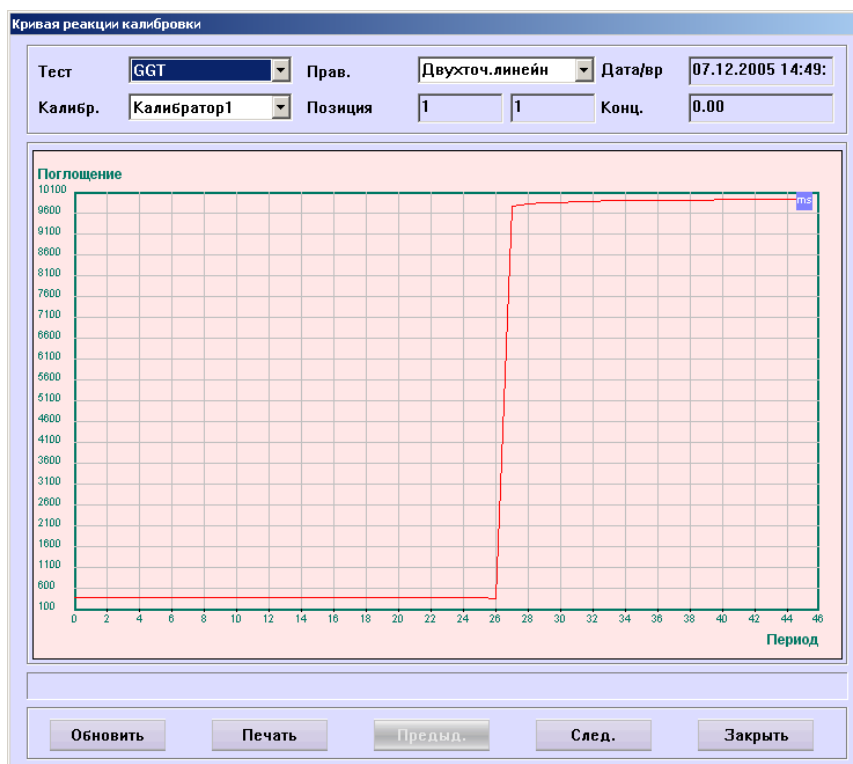 Кривая реакции калибровки
Тест GGT Прав. Двухточ.линейн Дата/вр 07.12.2005 14:49:
Калибр. Калибратор1 Позиция 1 1 Конц. 0.00
Поглощение
10100
9600
9100
8600
8100
7600
7100
6600
6100
5600
5100
4600
4100
3600
3100
2600
2100
1600
1100
600
100
0 2 4 6 8 10 12 14 16 18 20 22 24 26 28 30 32 34 36 38 40 42 44 46
ms
Период
Обновить Печать Предыд. След. Закрыть